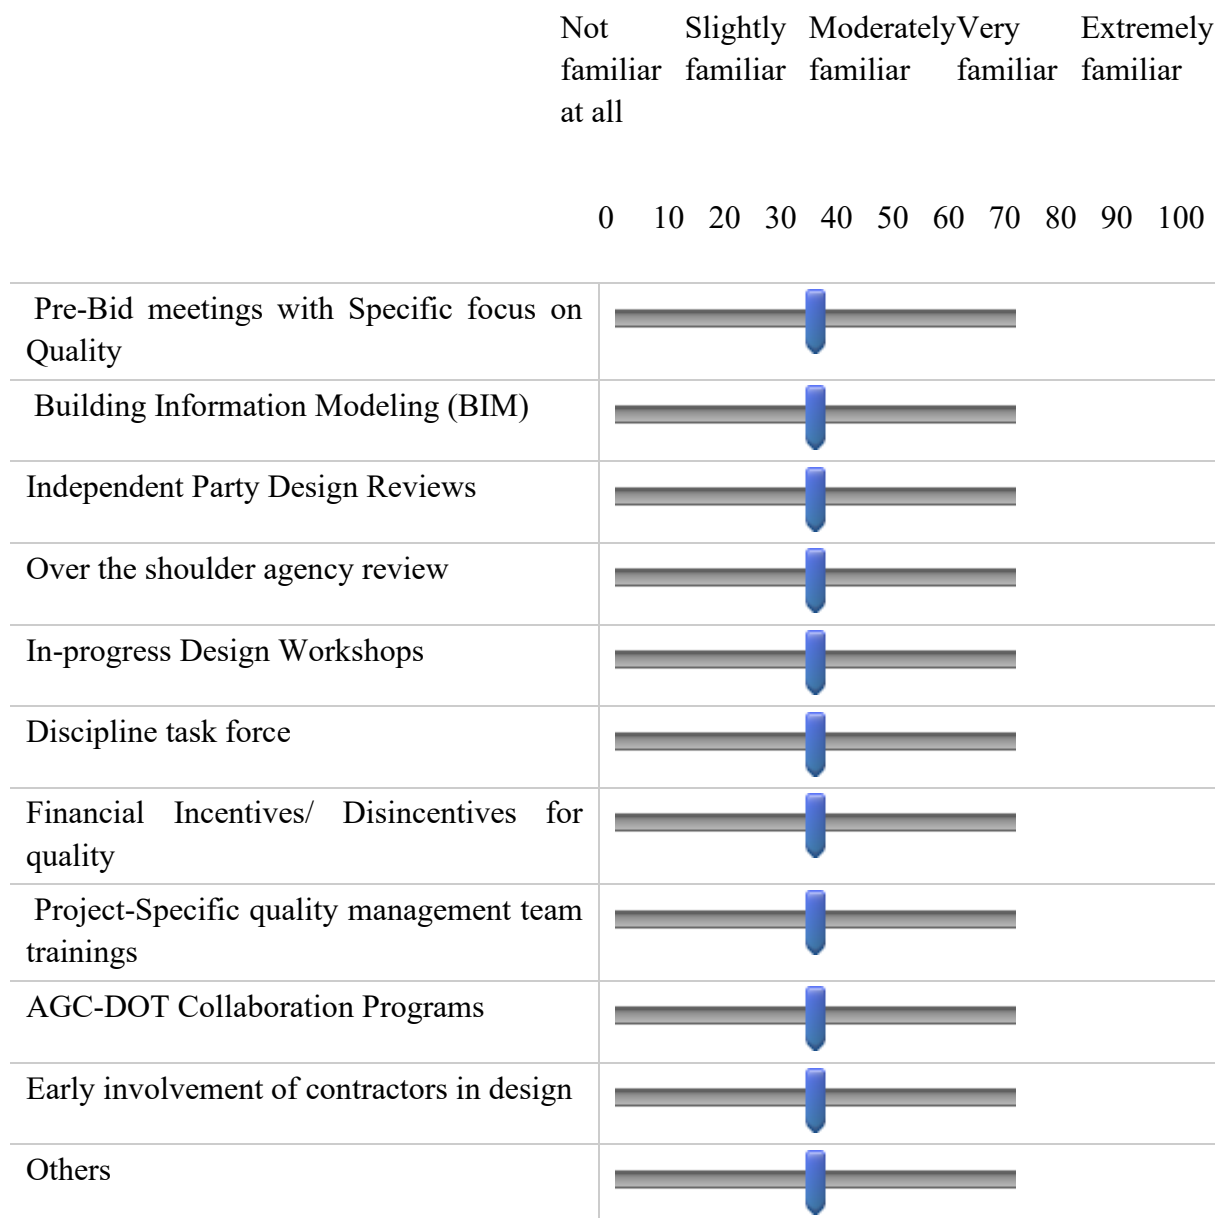 Not Slightly ModeratelyVery Extremely
familiar familiar familiar familiar familiar
at all
0 10 20 30 40 50 60 70 80 90 100
Pre-Bid meetings with Specific focus on
Quality
Building Information Modeling (BIM)
Independent Party Design Reviews
Over the shoulder agency review
In-progress Design Workshops
Discipline task force
Financial Incentives/ Disincentives for
quality
Project-Specific quality management team
trainings
AGC-DOT Collaboration Programs
Early involvement of contractors in design
Others